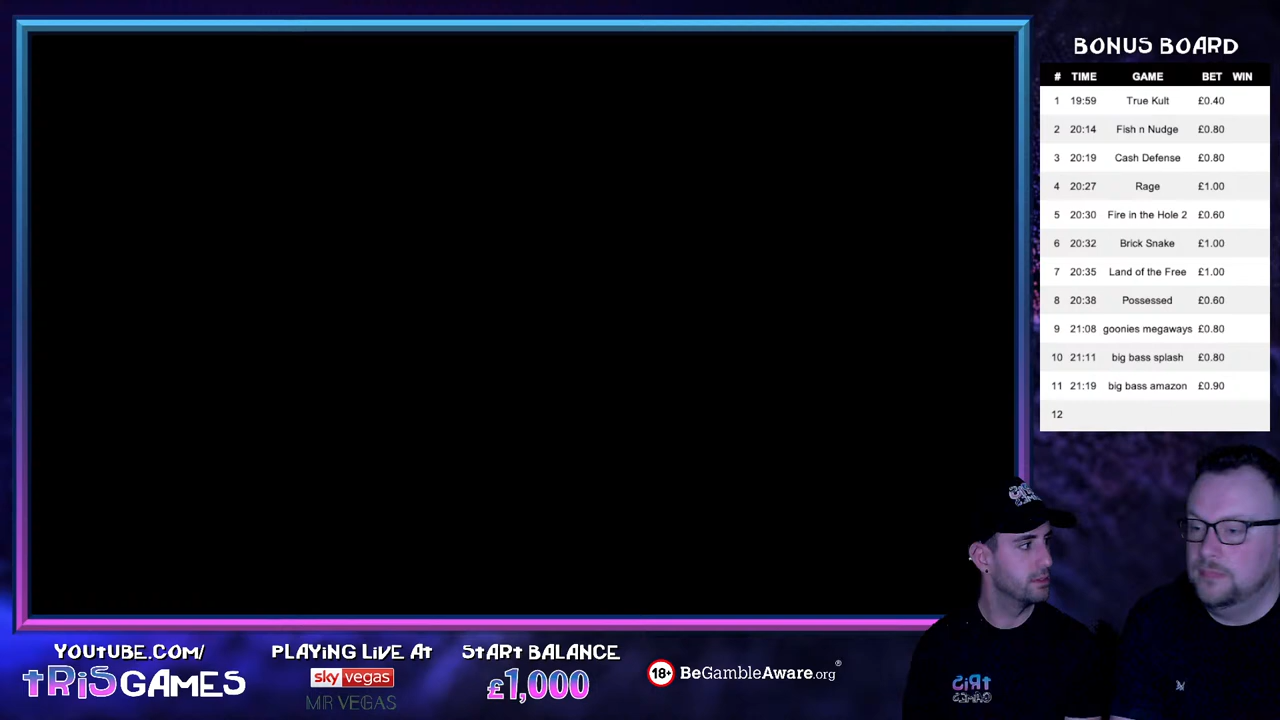 BONUS BOARD
# TIME GAME BET WIN
1 19:59 True Kult £0.40
2 20:14 Fish n Nudge £0.80
3 20:19 Cash Defense £0.80
4 20:27 Rage £1.00
5 20:30 Fire in the Hole 2 £0.60
6 20:32 Brick Snake £1.00
7 20:35 Land of the Free £1.00
8 20:38 Possessed £0.60
9 21:08 goonies megaways £0.80
10 21:11 big bass splash £0.80
11 21:19 big bass amazon £0.90
12
YOUTUBE.COM/
tRiS GAMES
PLAYING LIVE AT
sky vegas
MR VEGAS
START BALANCE
£1,000
18+ BeGambleAware.org®
tRiS
GAMES